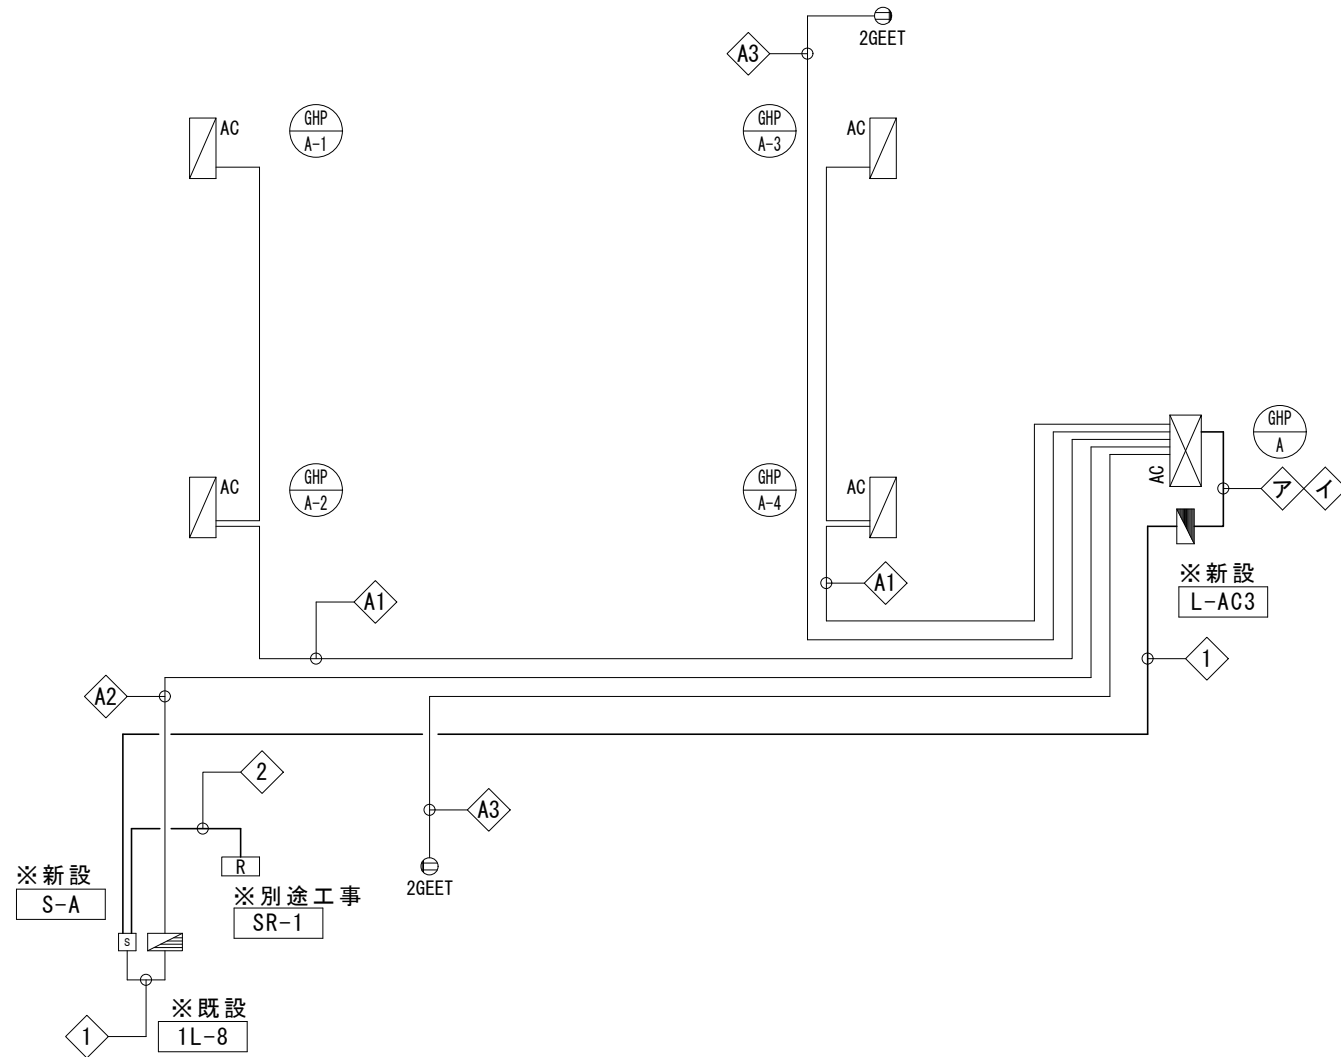 A3
2GEET
AC
GHP
A-1
GHP
A-3
AC
GHP
A
AC
ア
イ
AC
GHP
A-2
GHP
A-4
AC
※新設
L-AC3
A1
A1
1
A2
2
A3
※新設
S-A
R
※別途工事
SR-1
2GEET
S
1
※既設
1L-8